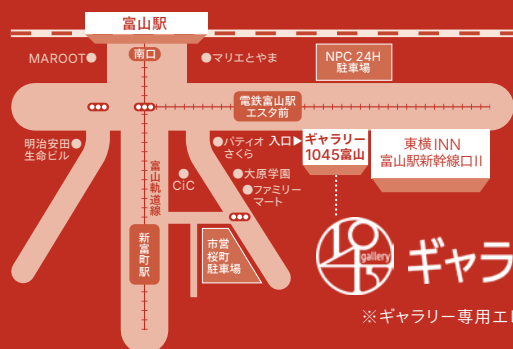 富山駅
MAROOT
南口
マリエとやま
NPC 24H
駐車場
電鉄富山駅
エスタ前
明治安田
生命ビル
パティオ
さくら
入口
ギャラリー
1045富山
東横INN
富山駅新幹線口II
富山軌道線
CiC
大原学園
ファミリー
マート
新富町駅
市営
桜町
駐車場
1045
gallery
ギャラ
※ギャラリー専用エ